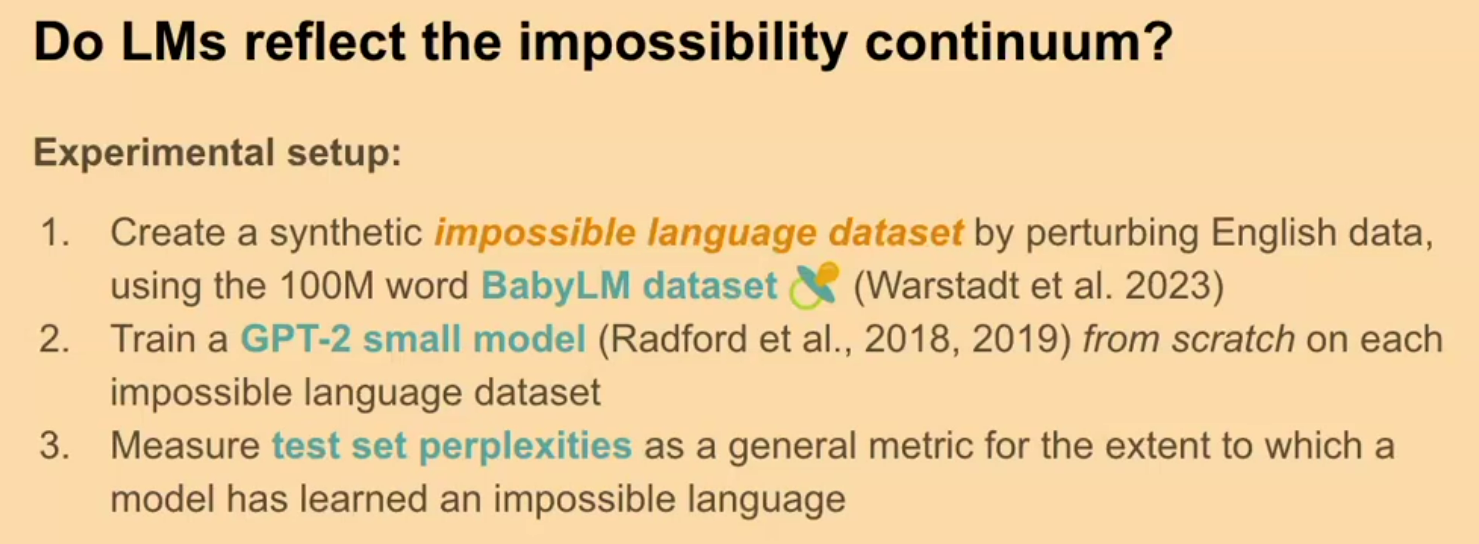 Do LMs reflect the impossibility continuum?
Experimental setup:
1. Create a synthetic impossible language dataset by perturbing English data,
using the 100M word BabyLM dataset (Warstadt et al. 2023)
2. Train a GPT-2 small model (Radford et al., 2018, 2019) from scratch on each
impossible language dataset
3. Measure test set perplexities as a general metric for the extent to which a
model has learned an impossible language